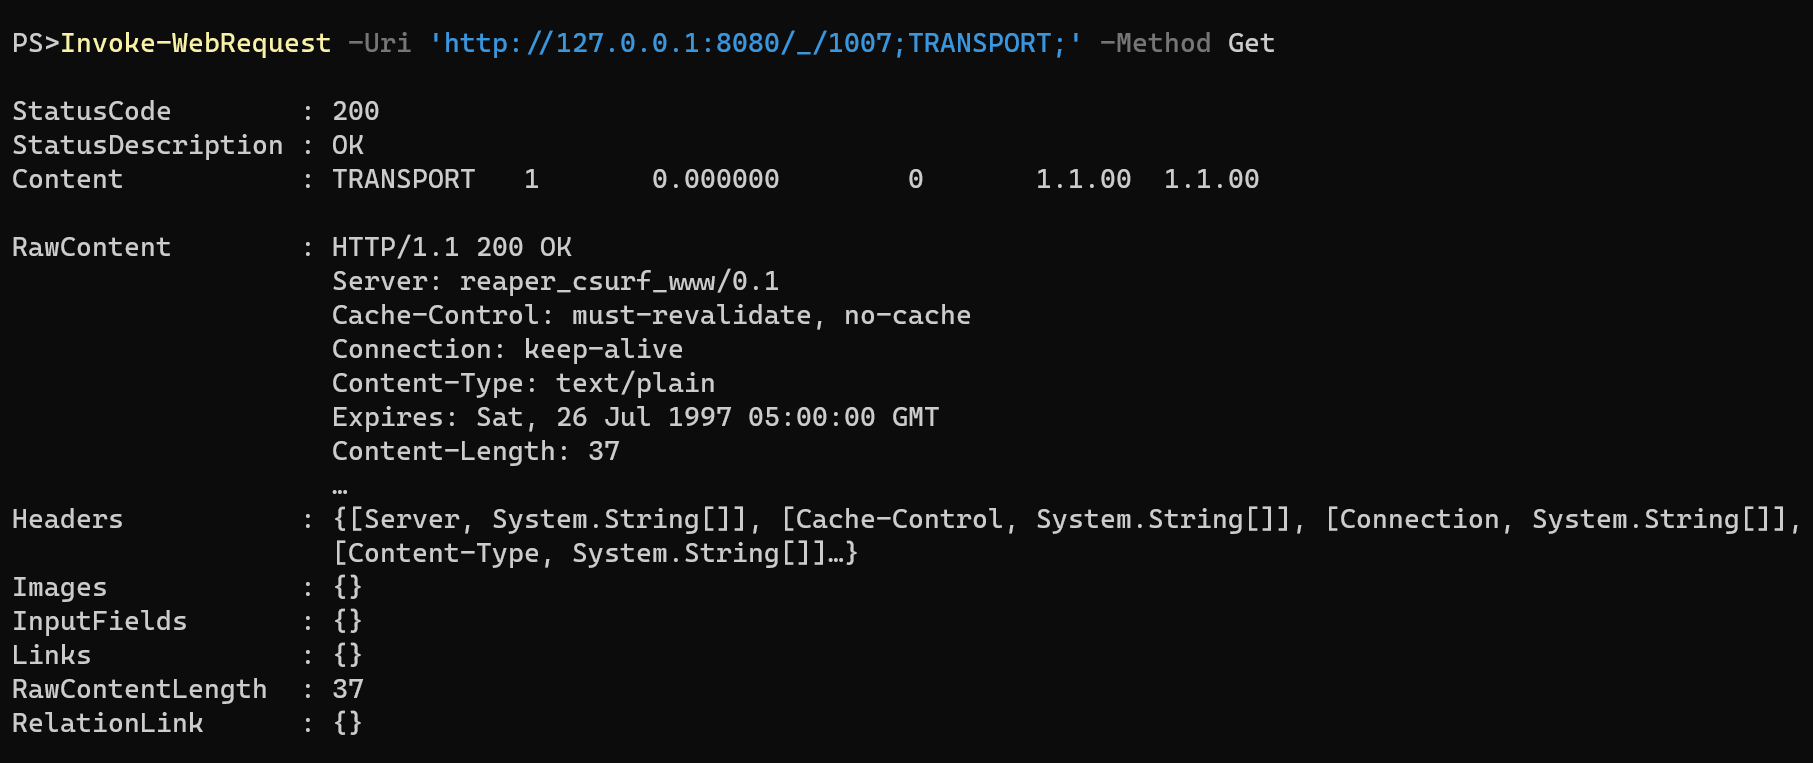 PS>Invoke-WebRequest -Uri 'http://127.0.0.1:8080/_/1007;TRANSPORT;' -Method Get
StatusCode        : 200
StatusDescription : OK
Content           : TRANSPORT   1       0.000000        0       1.1.00  1.1.00
RawContent        : HTTP/1.1 200 OK
                    Server: reaper_csurf_www/0.1
                    Cache-Control: must-revalidate, no-cache
                    Connection: keep-alive
                    Content-Type: text/plain
                    Expires: Sat, 26 Jul 1997 05:00:00 GMT
                    Content-Length: 37
                    …
Headers           : {[Server, System.String[]], [Cache-Control, System.String[]], [Connection, System.String[]],
                    [Content-Type, System.String[]]…}
Images            : {}
InputFields       : {}
Links             : {}
RawContentLength  : 37
RelationLink      : {}